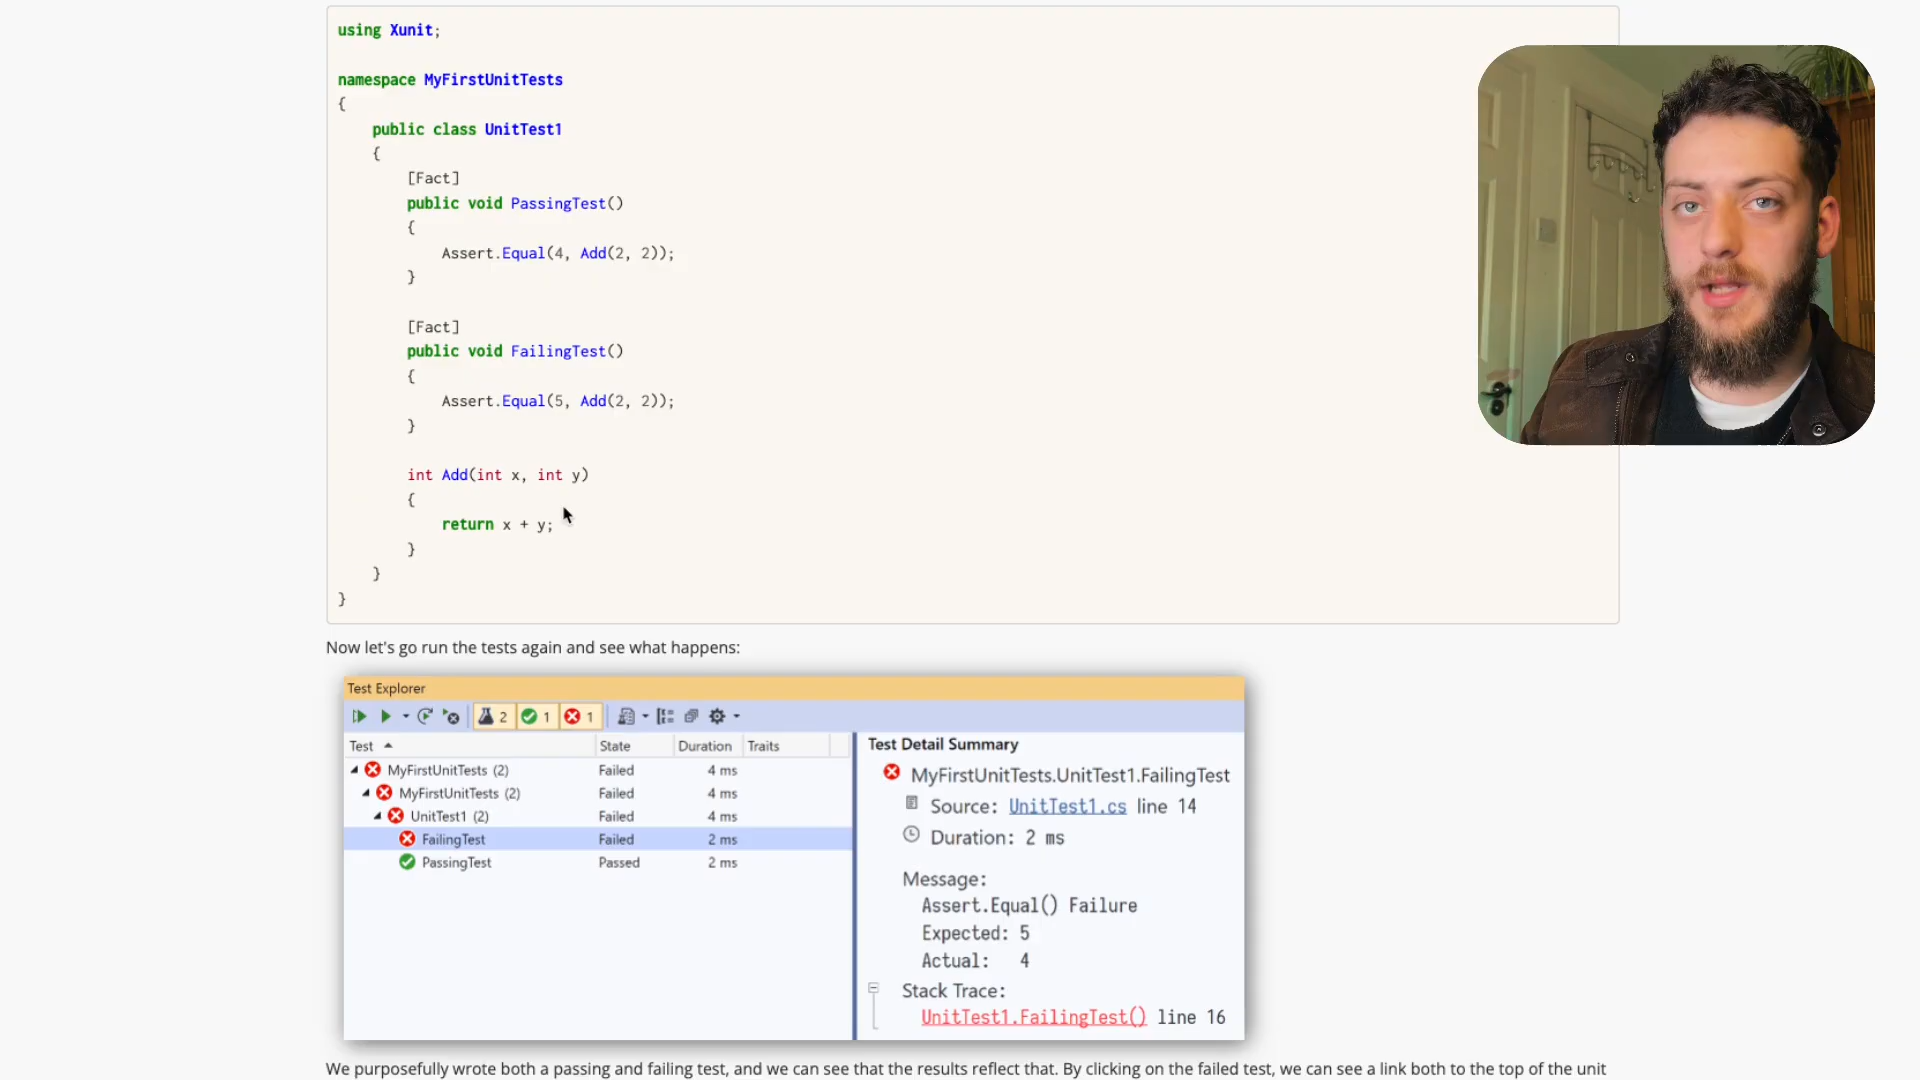 using Xunit;
namespace MyFirstUnitTests
{
public class UnitTest1
{
[Fact]
public void PassingTest()
{
Assert.Equal(4, Add(2, 2));
}
[Fact]
public void FailingTest()
{
Assert.Equal(5, Add(2, 2));
}
int Add(int x, int y)
{
return x + y;
}
}
}
Now let's go run the tests again and see what happens:
Test Explorer
2 1 1
Test State Duration Traits
MyFirstUnitTests (2) Failed 4 ms
MyFirstUnitTests (2) Failed 4 ms
UnitTest1 (2) Failed 4 ms
FailingTest Failed 2 ms
PassingTest Passed 2 ms
Test Detail Summary
MyFirstUnitTests.UnitTest1.FailingTest
Source: UnitTest1.cs line 14
Duration: 2 ms
Message:
Assert.Equal() Failure
Expected: 5
Actual: 4
Stack Trace:
UnitTest1.FailingTest() line 16
We purposefully wrote both a passing and failing test, and we can see that the results reflect that. By clicking on the failed test, we can see a link both to the top of the unit